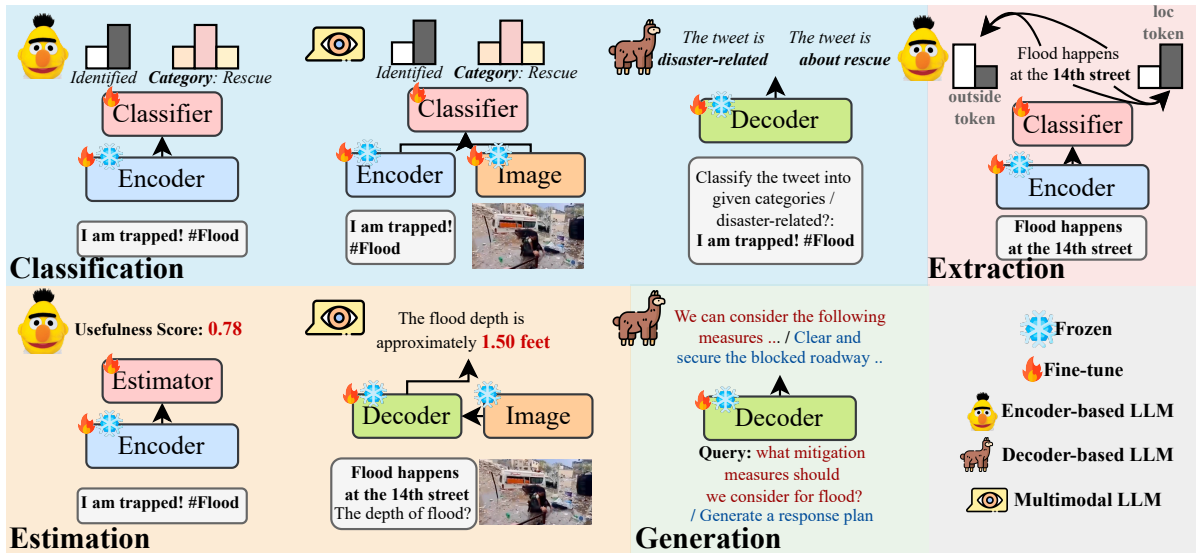 Identified
Category: Rescue
Classifier
Encoder
I am trapped! #Flood
Identified
Category: Rescue
Classifier
Encoder
Image
I am trapped!
#Flood
The tweet is
disaster-related
The tweet is
about rescue
Decoder
Classify the tweet into
given categories /
disaster-related?:
I am trapped! #Flood
Classification
loc
token
Flood happens
at the 14th street
outside
token
Classifier
Encoder
Flood happens
at the 14th street
Extraction
Usefulness Score: 0.78
Estimator
Encoder
I am trapped! #Flood
The flood depth is
approximately 1.50 feet
Decoder
Image
Flood happens
at the 14th street
The depth of flood?
Estimation
We can consider the following
measures ... / Clear and
secure the blocked roadway ..
Decoder
Query: what mitigation
measures should
we consider for flood?
/ Generate a response plan
Generation
Frozen
Fine-tune
Encoder-based LLM
Decoder-based LLM
Multimodal LLM